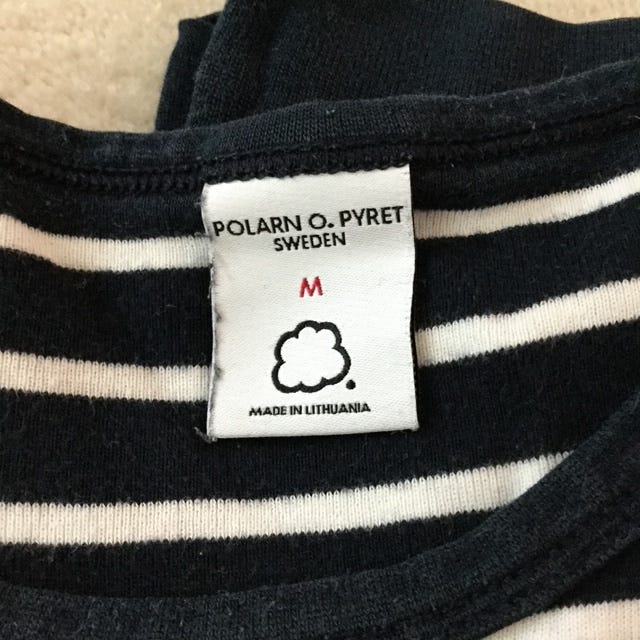 POLARN O. PYRET
SWEDEN
M
MADE IN LITHUANIA